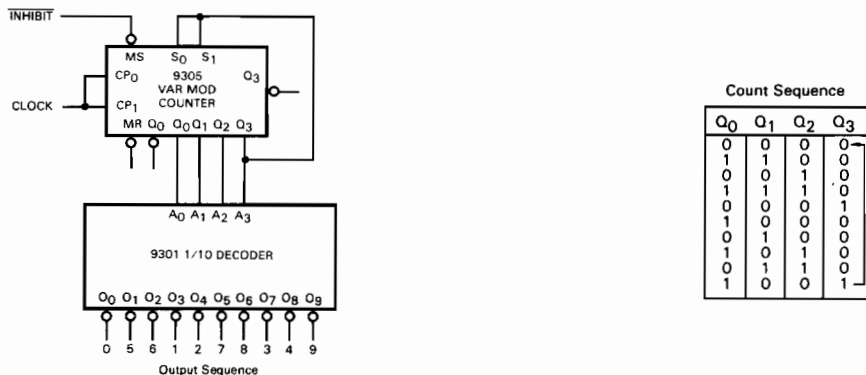 INHIBIT
MS S0 S1
CP0 9305 Q3
VAR MOD
COUNTER
CLOCK CP1
MR Q0 Q0 Q1 Q2 Q3
A0 A1 A2 A3
9301 1/10 DECODER
O0 O1 O2 O3 O4 O5 O6 O7 O8 O9
0 5 6 1 2 7 8 3 4 9
Output Sequence
Count Sequence
Q0 Q1 Q2 Q3
0 0 0 0
1 1 0 0
0 0 1 0
1 1 1 0
0 0 0 1
1 0 0 0
0 1 0 0
1 0 1 0
0 1 1 0
1 0 0 1